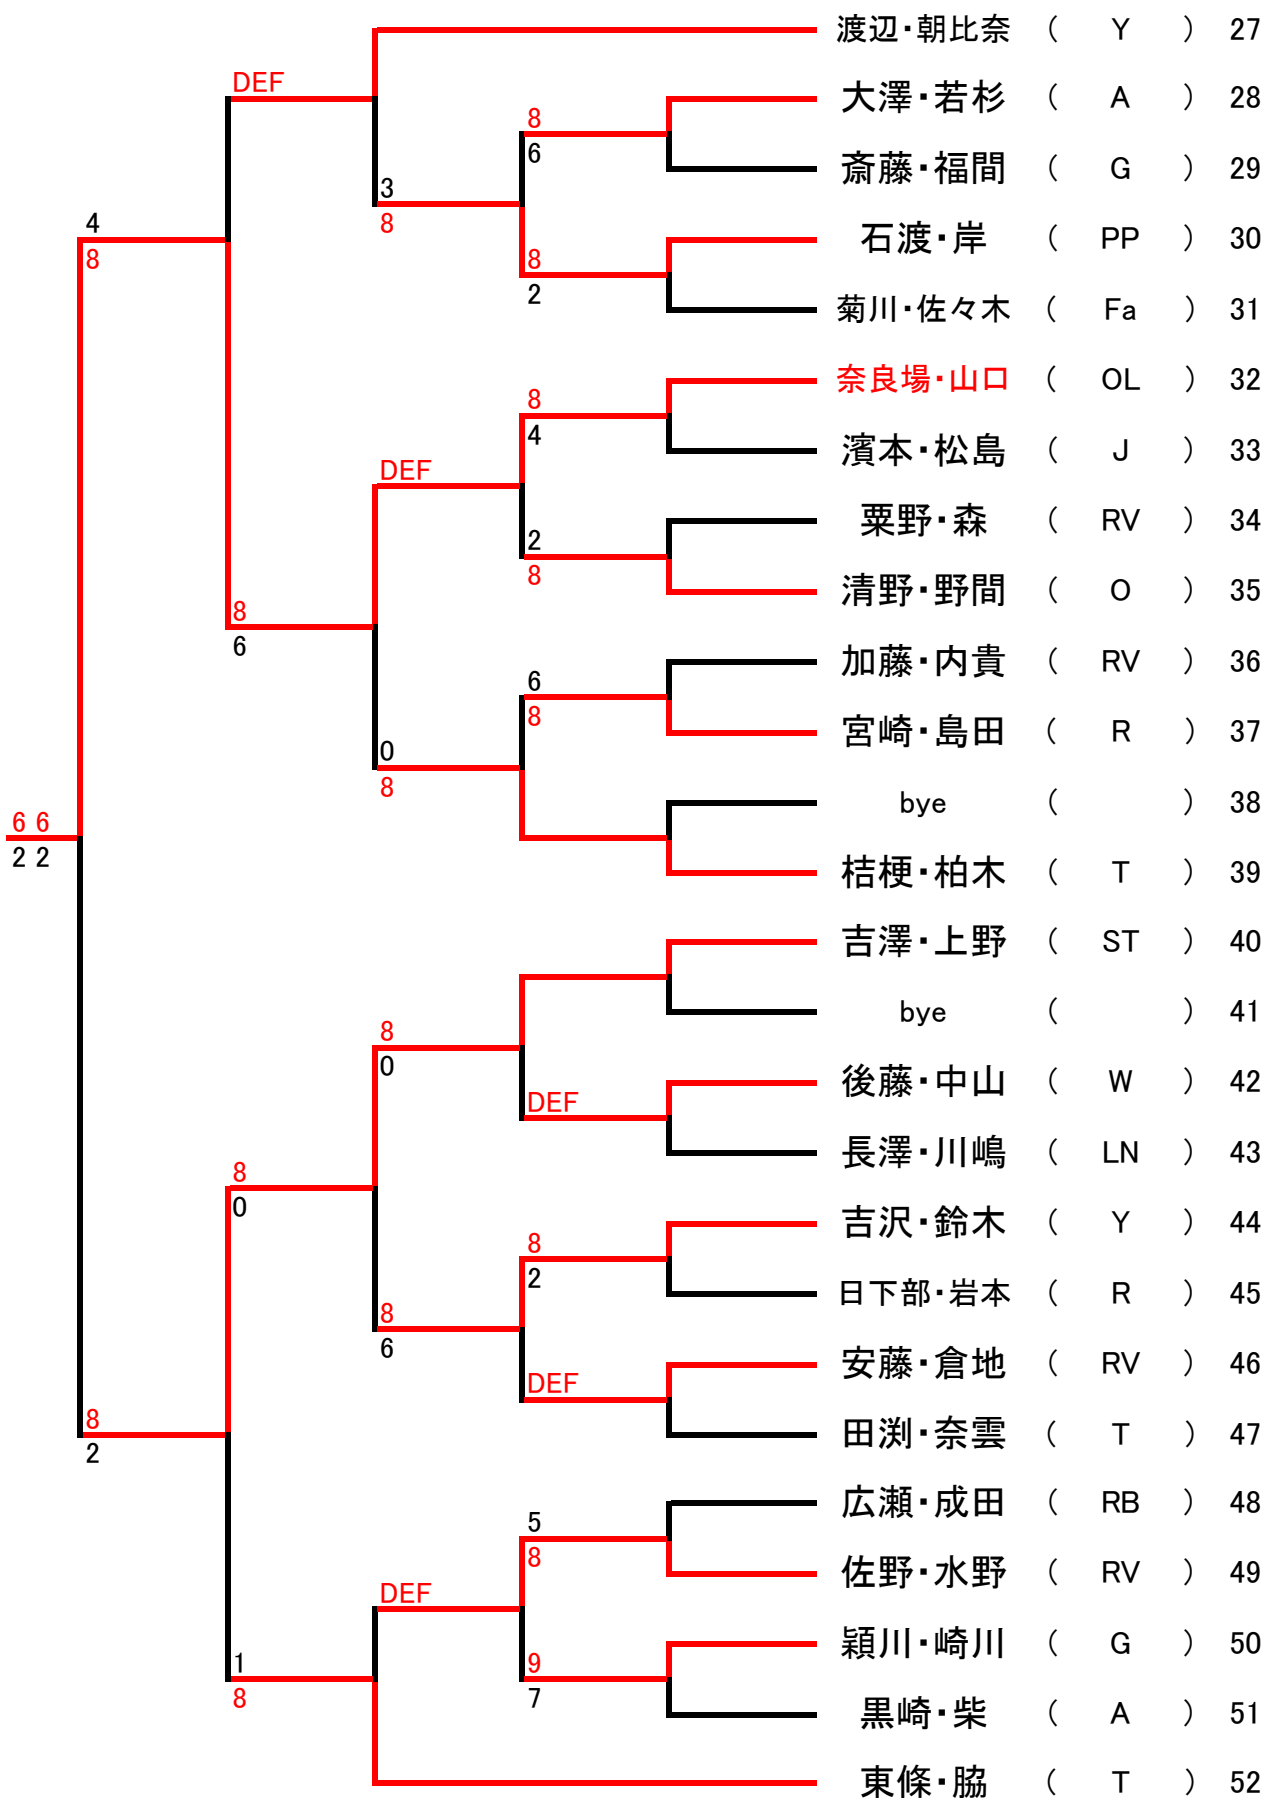 渡辺・朝比奈 ( Y ) 27
DEF
大澤・若杉 ( A ) 28
8
6
斎藤・福間 ( G ) 29
3
8
4
8
石渡・岸 ( PP ) 30
8
2
菊川・佐々木 ( Fa ) 31
奈良場・山口 ( OL ) 32
8
4
濱本・松島 ( J ) 33
DEF
粟野・森 ( RV ) 34
2
8
清野・野間 ( O ) 35
8
6
加藤・内貴 ( RV ) 36
6
8
宮崎・島田 ( R ) 37
0
8
bye ( ) 38
6 6
2 2
桔梗・柏木 ( T ) 39
吉澤・上野 ( ST ) 40
bye ( ) 41
8
0
後藤・中山 ( W ) 42
DEF
長澤・川嶋 ( LN ) 43
8
0
吉沢・鈴木 ( Y ) 44
8
2
日下部・岩本 ( R ) 45
8
6
安藤・倉地 ( RV ) 46
DEF
田渕・奈雲 ( T ) 47
8
2
広瀬・成田 ( RB ) 48
5
8
佐野・水野 ( RV ) 49
DEF
穎川・崎川 ( G ) 50
1
8
9
7
黒崎・柴 ( A ) 51
東條・脇 ( T ) 52